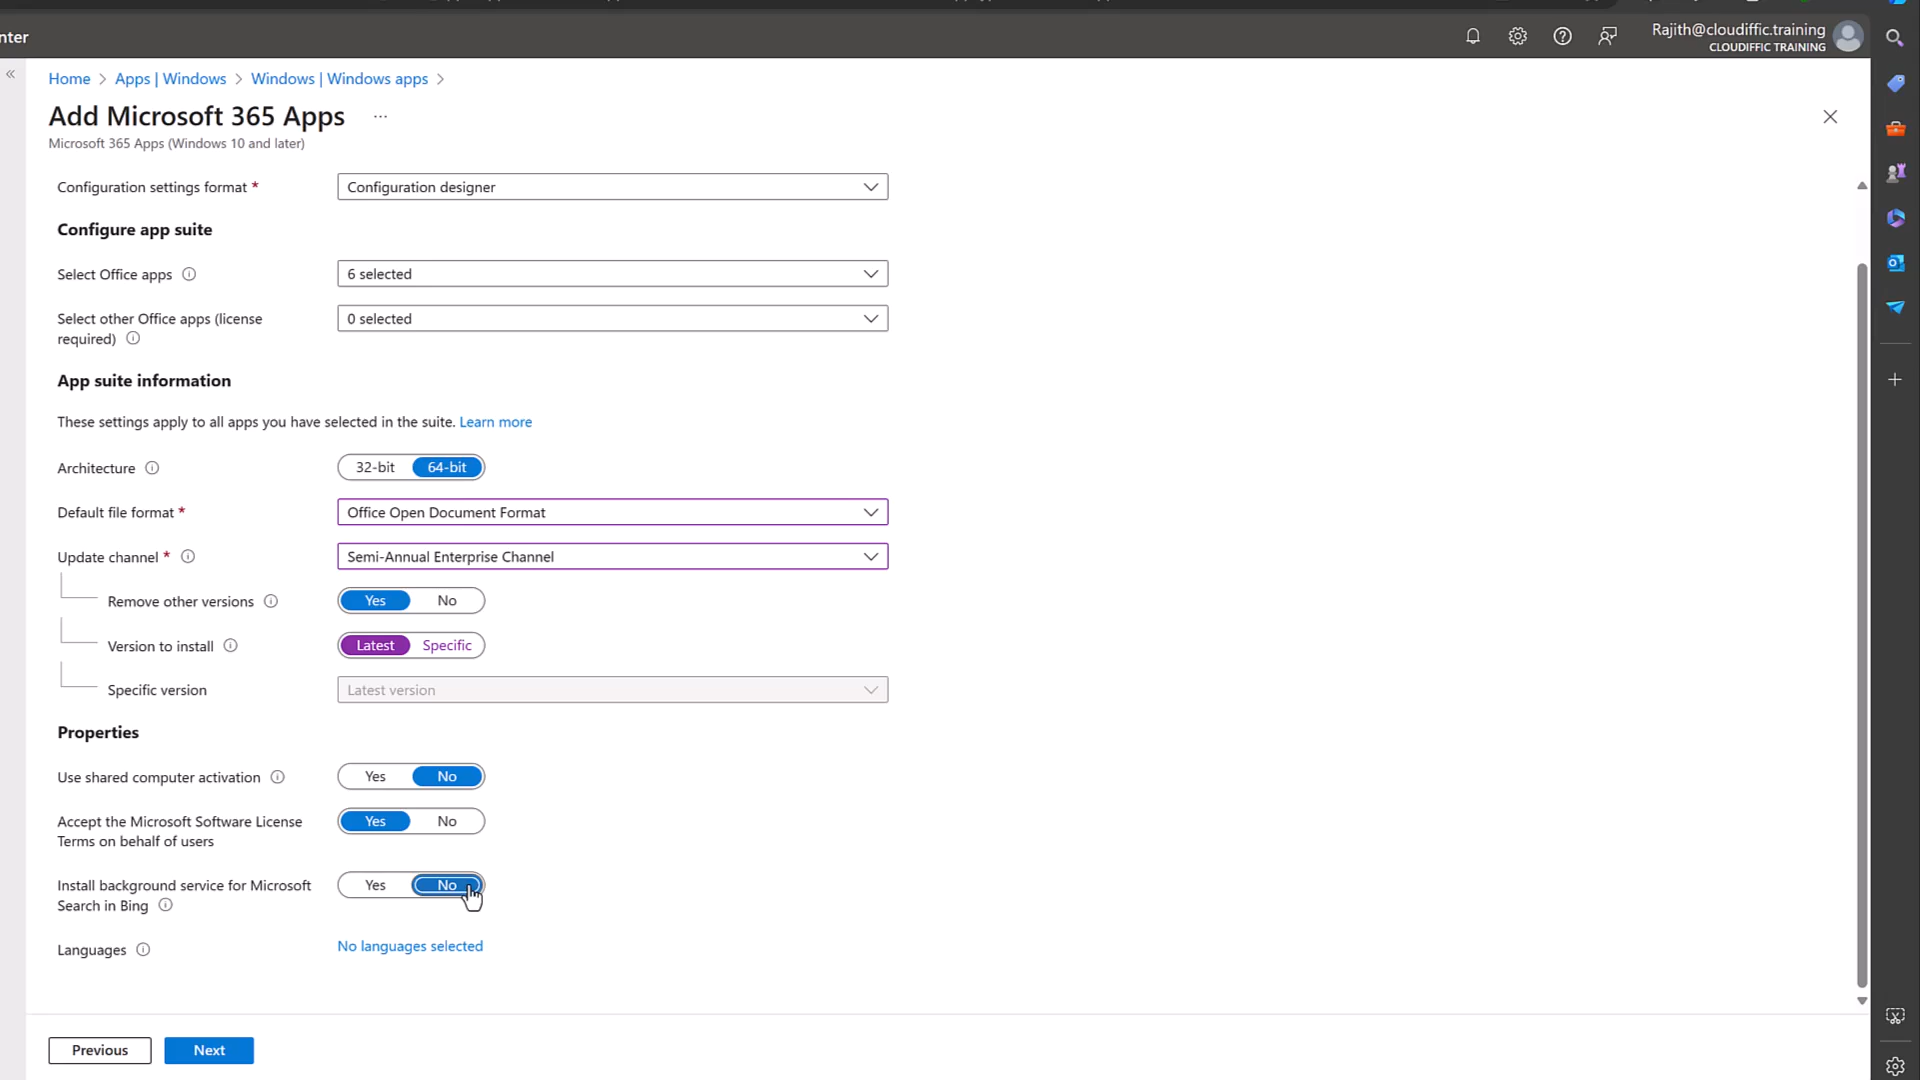 nter
Rajith@cloudiffic.training
CLOUDIFFIC TRAINING
Home > Apps | Windows > Windows | Windows apps >
Add Microsoft 365 Apps ...
Microsoft 365 Apps (Windows 10 and later)
Configuration settings format * Configuration designer
Configure app suite
Select Office apps 6 selected
Select other Office apps (license 0 selected
required)
App suite information
These settings apply to all apps you have selected in the suite. Learn more
Architecture 32-bit 64-bit
Default file format * Office Open Document Format
Update channel * Semi-Annual Enterprise Channel
Remove other versions Yes No
Version to install Latest Specific
Specific version Latest version
Properties
Use shared computer activation Yes No
Accept the Microsoft Software License Yes No
Terms on behalf of users
Install background service for Microsoft Yes No
Search in Bing
Languages No languages selected
Previous Next